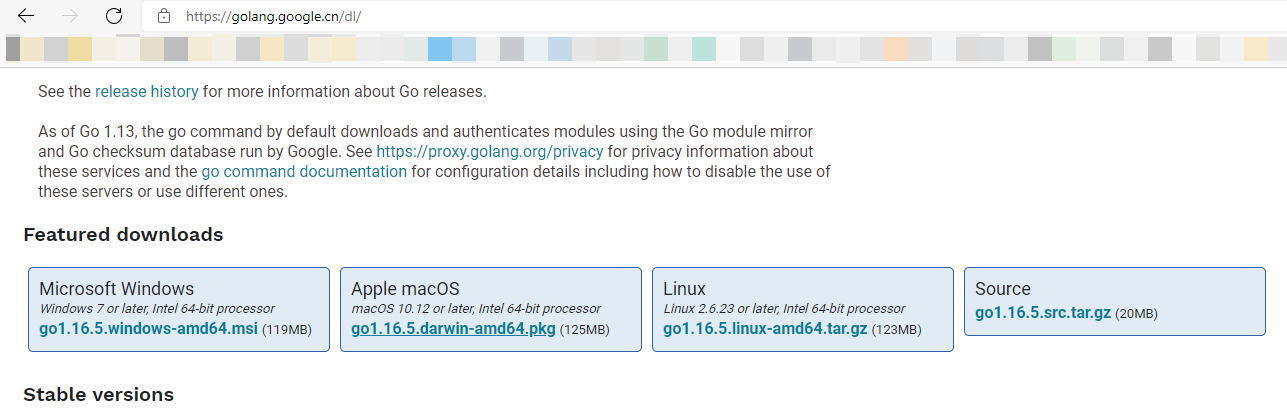 https://golang.google.cn/dl/
See the release history for more information about Go releases.
As of Go 1.13, the go command by default downloads and authenticates modules using the Go module mirror
and Go checksum database run by Google. See https://proxy.golang.org/privacy for privacy information about
these services and the go command documentation for configuration details including how to disable the use of
these servers or use different ones.
Featured downloads
Microsoft Windows
Windows 7 or later, Intel 64-bit processor
go1.16.5.windows-amd64.msi (119MB)
Apple macOS
macOS 10.12 or later, Intel 64-bit processor
go1.16.5.darwin-amd64.pkg (125MB)
Linux
Linux 2.6.23 or later, Intel 64-bit processor
go1.16.5.linux-amd64.tar.gz (123MB)
Source
go1.16.5.src.tar.gz (20MB)
Stable versions